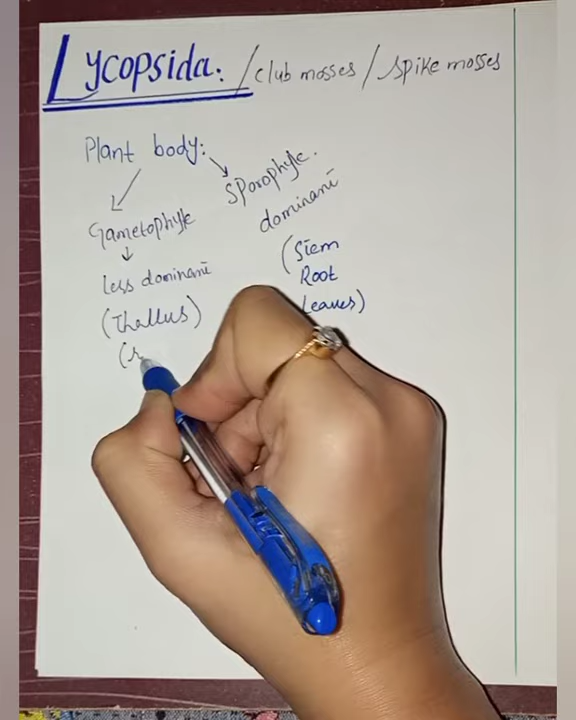 Lycopsida. / club mosses / spike mosses
Plant body:
Gametophyte
less dominant
(Thallus)
Sporophyte.
dominant
(Stem
Root
Leaves)